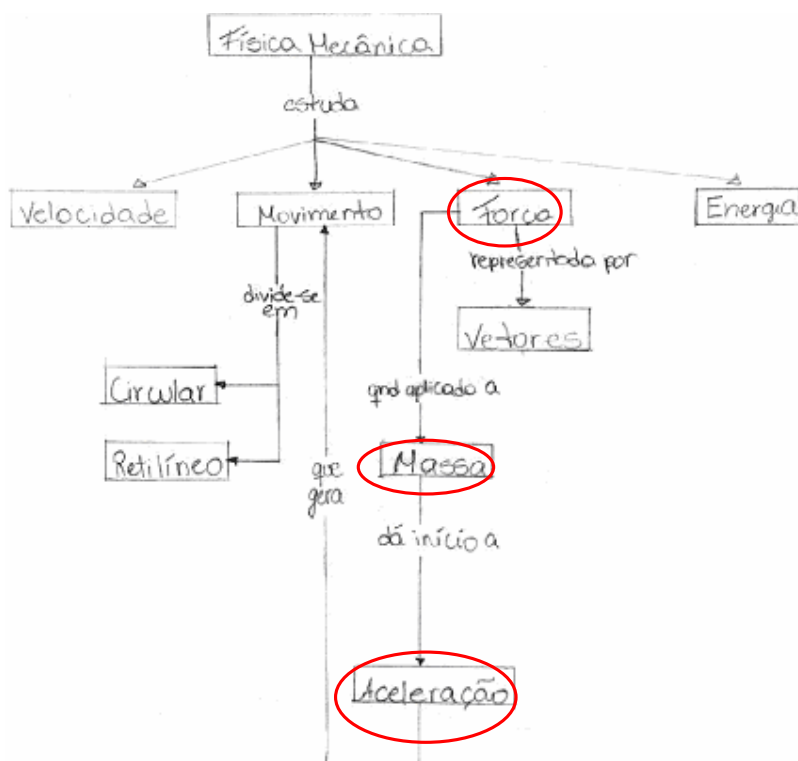 Física Mecânica
estuda
Velocidade
Movimento
Força
Energia
representada por
divide-se
em
Vetores
Circular
qnd aplicado a
Retilíneo
que
gera
Massa
dá início a
Aceleração